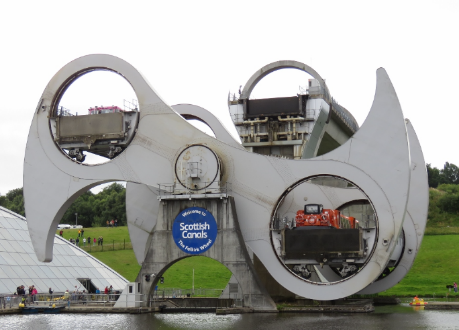 Welcome to
Scottish
Canals
The Falkirk Wheel